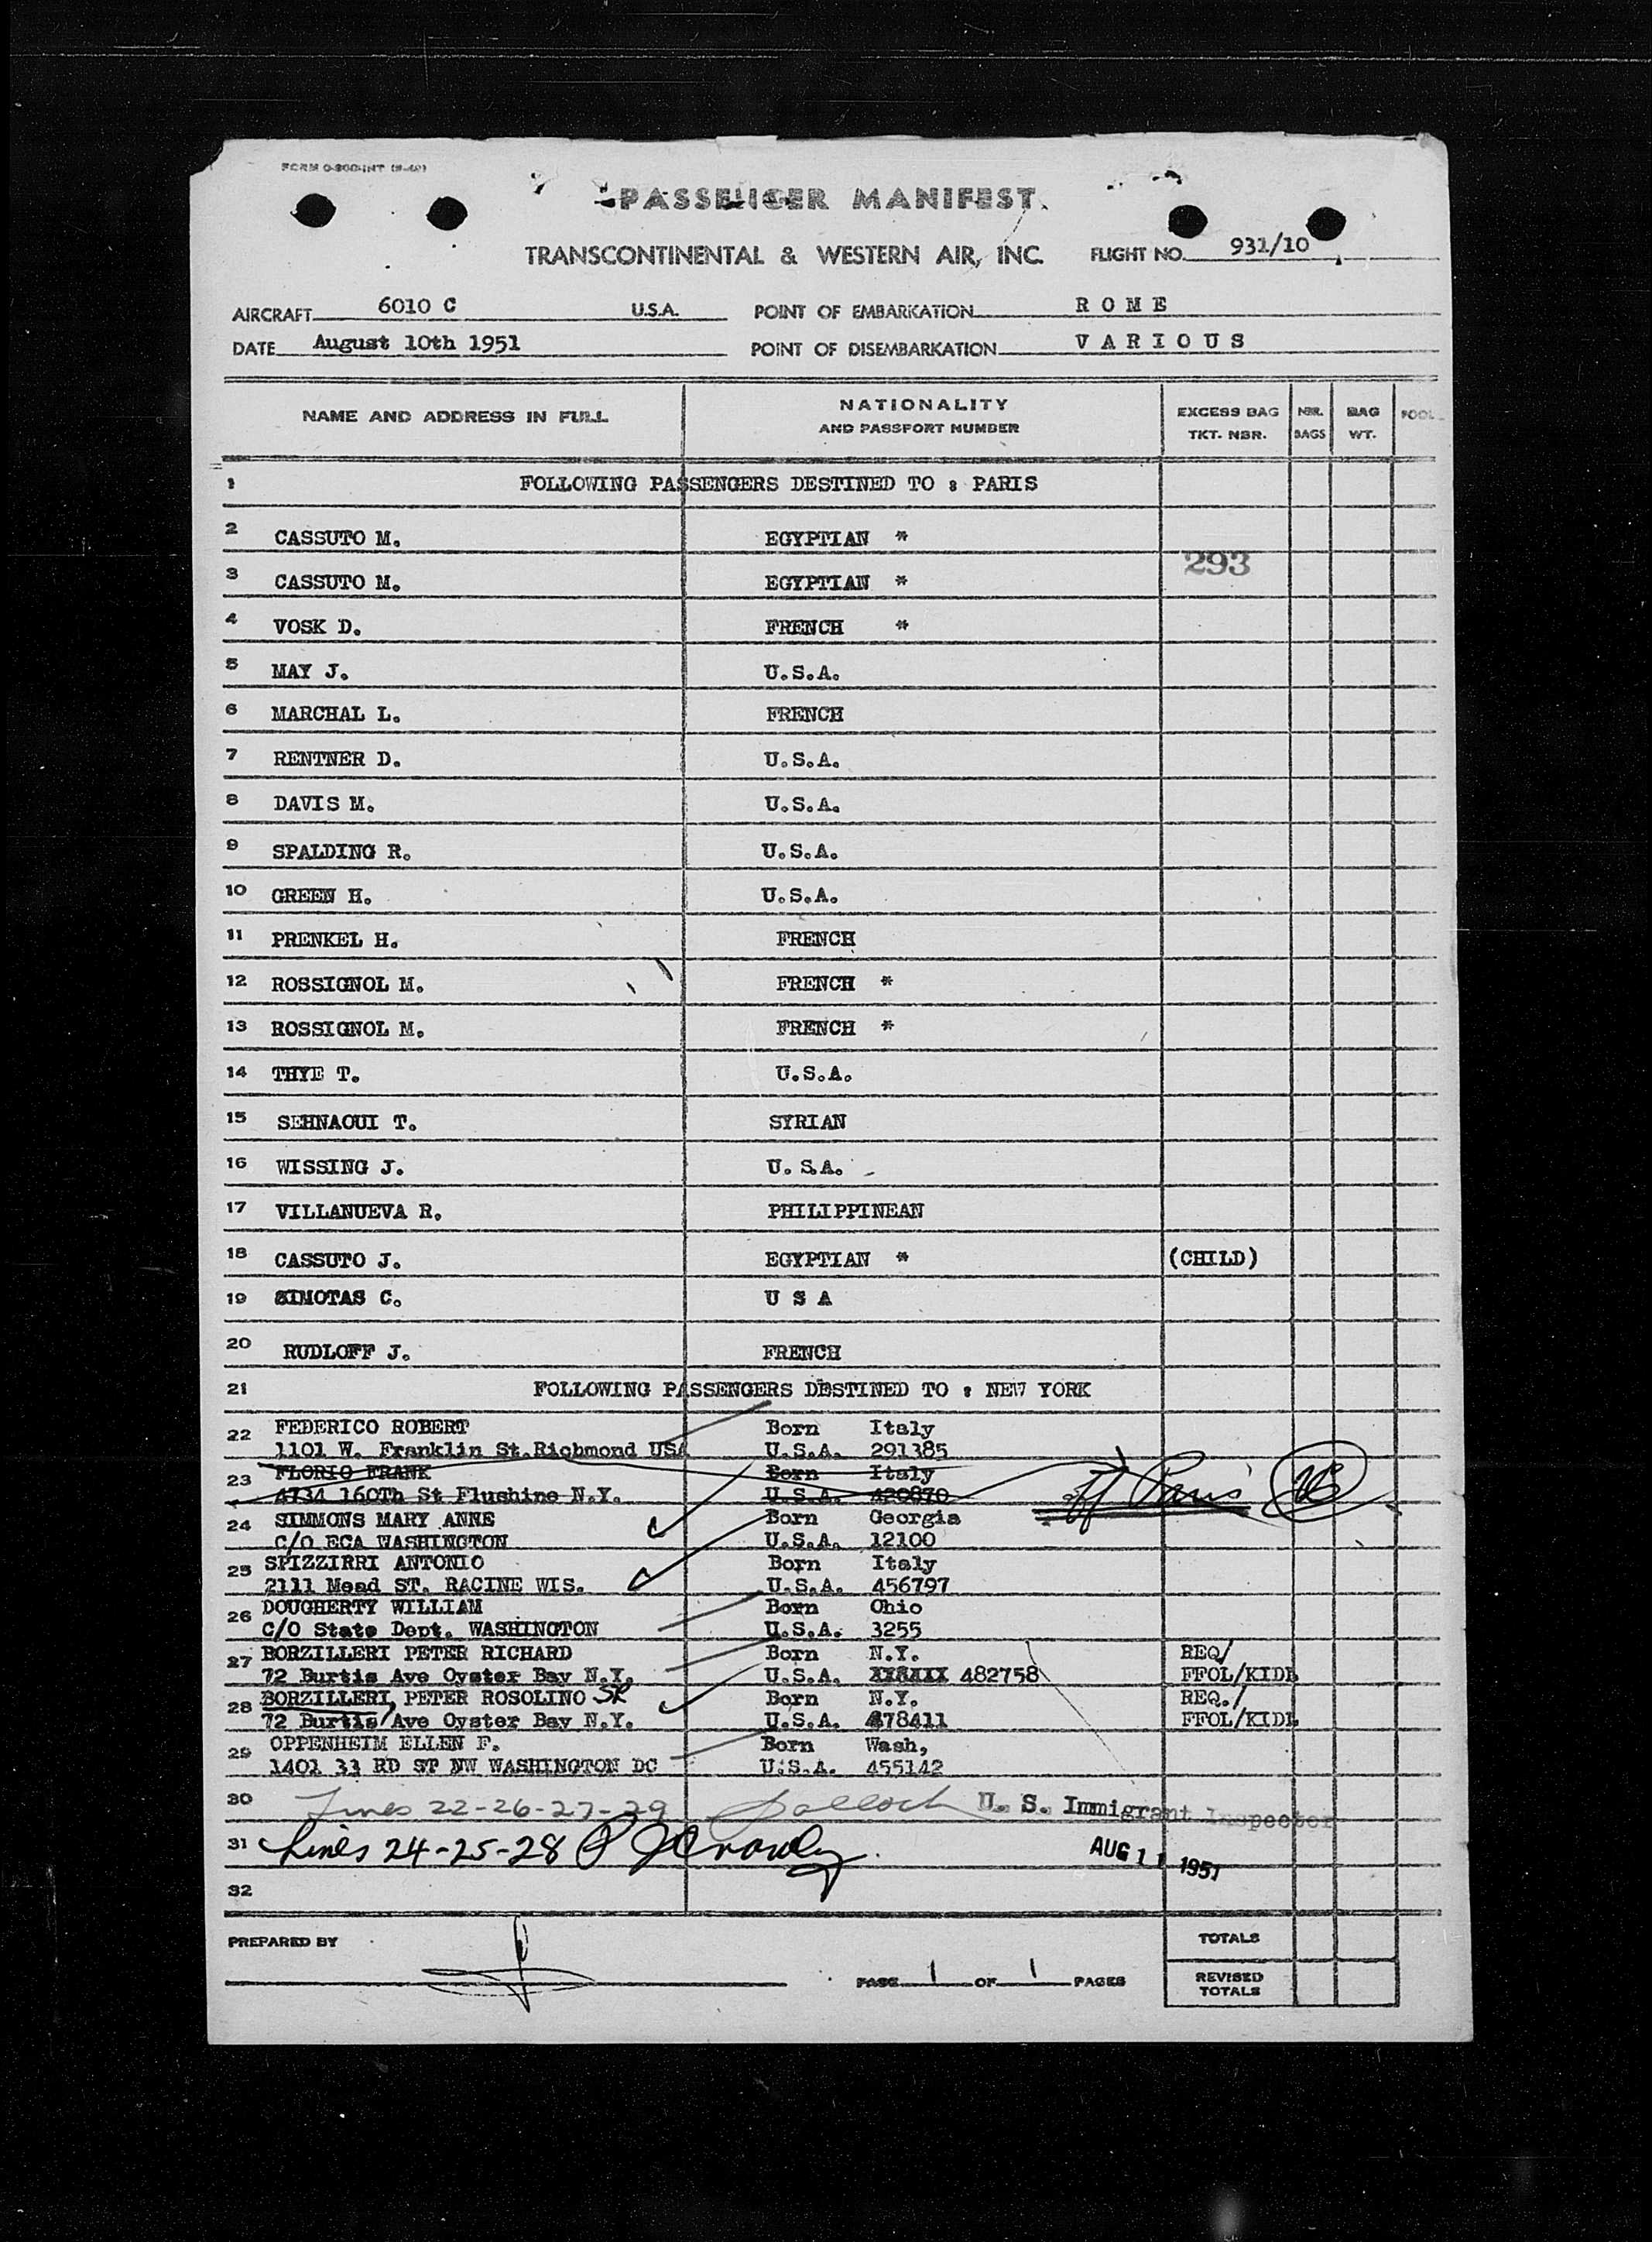 FORM O-800-INT (8-49)
PASSENGER MANIFEST
TRANSCONTINENTAL & WESTERN AIR, INC. FLIGHT NO. 931/10
AIRCRAFT 6010 C U.S.A. POINT OF EMBARKATION R O M E
DATE August 10th 1951 POINT OF DISEMBARKATION V A R I O U S
NAME AND ADDRESS IN FULL NATIONALITY AND PASSPORT NUMBER EXCESS BAG TKT. NBR. NBR. BAGS BAG WT.
1 FOLLOWING PASSENGERS DESTINED TO : PARIS
2 CASSUTO M. EGYPTIAN *
293
3 CASSUTO M. EGYPTIAN *
4 VOSK D. FRENCH *
5 MAY J. U.S.A.
6 MARCHAL L. FRENCH
7 RENTNER D. U.S.A.
8 DAVIS M. U.S.A.
9 SPALDING R. U.S.A.
10 GREEN H. U.S.A.
11 PRENKEL H. FRENCH
12 ROSSIGNOL M. FRENCH *
13 ROSSIGNOL M. FRENCH *
14 THYE T. U.S.A.
15 SEHNAOUI T. SYRIAN
16 WISSING J. U. S.A.
17 VILLANUEVA R. PHILIPPINEAN
18 CASSUTO J. EGYPTIAN * (CHILD)
19 SIMOTAS C. U S A
20 RUDLOFF J. FRENCH
21 FOLLOWING PASSENGERS DESTINED TO : NEW YORK
22 FEDERICO ROBERT Born Italy
1101 W. Franklin St.Richmond USA U.S.A. 291385
23 FLORIO FRANK Born Italy
4734 160Th St Flushine N.Y. U.S.A. 420870 off Paris
24 SIMMONS MARY ANNE Born Georgia
C/O ECA WASHINGTON U.S.A. 12100
25 SPIZZIRRI ANTONIO Born Italy
2111 Mead ST. RACINE WIS. U.S.A. 456797
26 DOUGHERTY WILLIAM Born Ohio
C/O State Dept. WASHINGTON U.S.A. 3255
27 BORZILLERI PETER RICHARD Born N.Y. REQ/
72 Burtis Ave Oyster Bay N.Y. U.S.A. 482758 FFOL/KIDL
28 BORZILLERI, PETER ROSOLINO SR Born N.Y. REQ./
72 Burtis Ave Oyster Bay N.Y. U.S.A. 478411 FFOL/KIDL
29 OPPENHEIM ELLEN F. Born Wash,
1401 33 RD ST NW WASHINGTON DC U.S.A. 455142
30 Lines 22-26-27-29 U. S. Immigrant Inspector
31 Lines 24-25-28 AUG 11 1951
32
PREPARED BY TOTALS
PAGE 1 OF 1 PAGES REVISED TOTALS